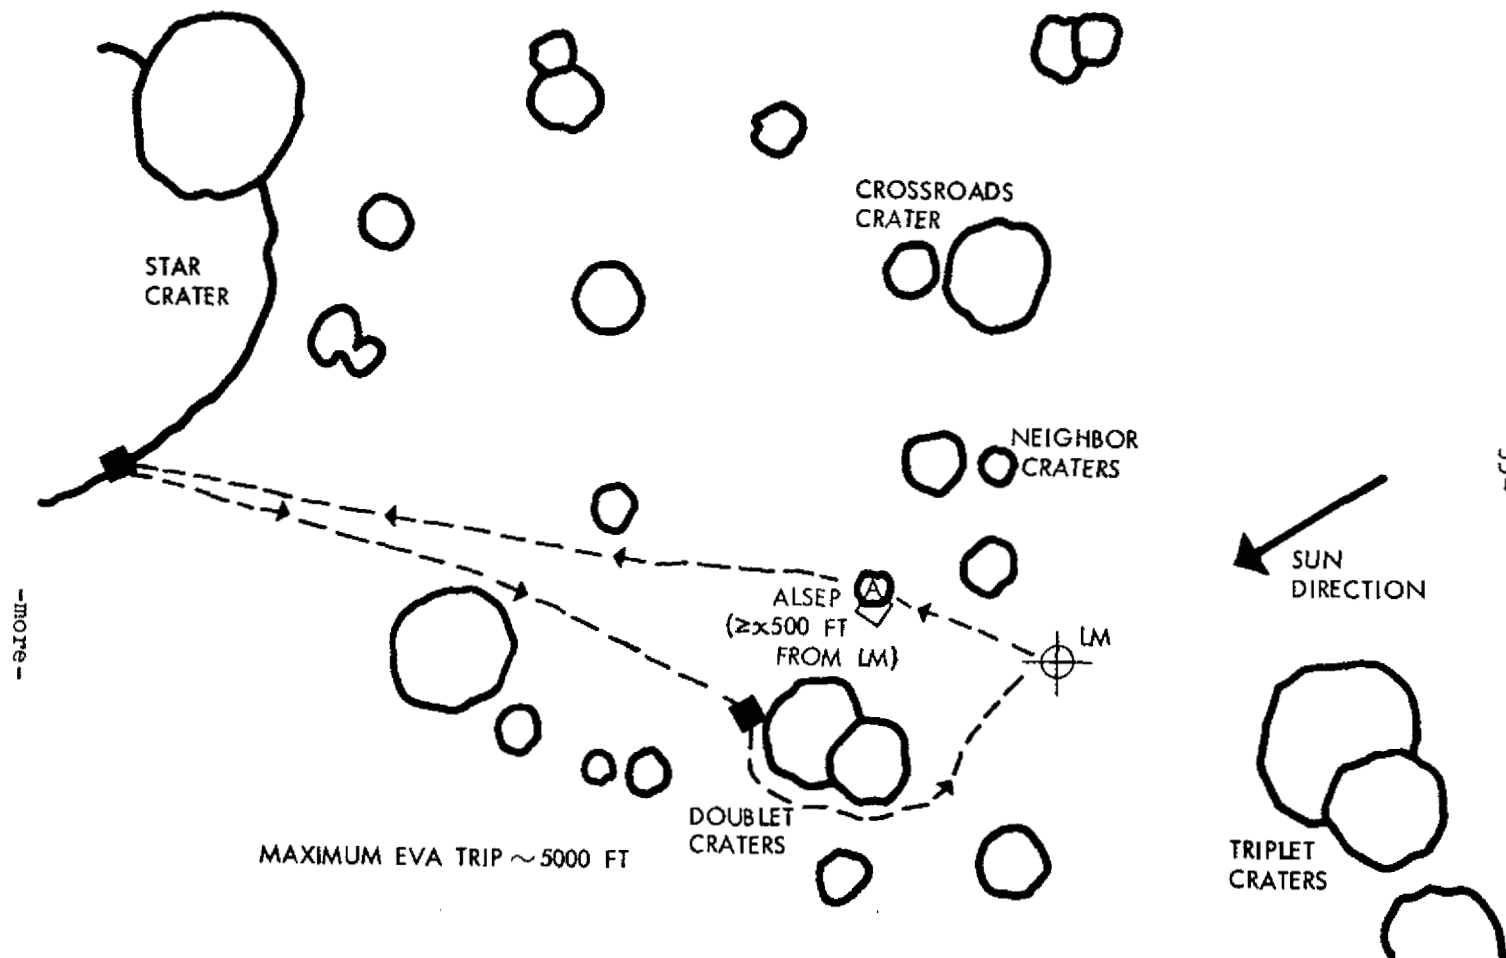 CROSSROADS
CRATER
STAR
CRATER
NEIGHBOR
CRATERS
SUN
DIRECTION
A
ALSEP
(≥x500 FT
FROM LM)
LM
-more-
DOUBLET
CRATERS
MAXIMUM EVA TRIP ~ 5000 FT
TRIPLET
CRATERS